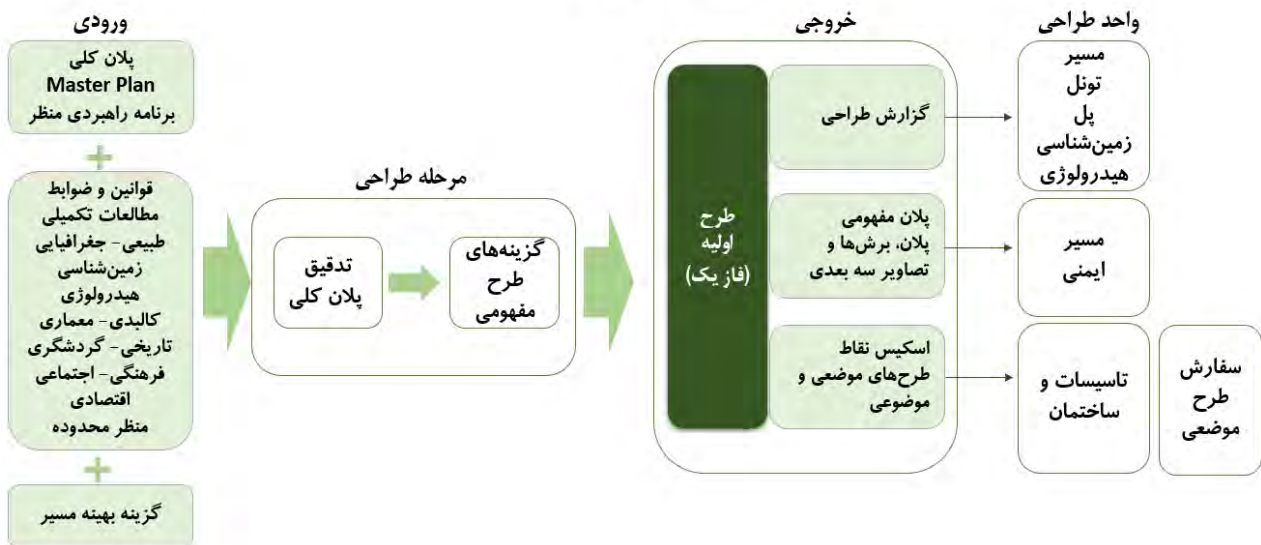 ورودی
پلان کلی
Master Plan
برنامه راهبردی منظر
+
قوانین و ضوابط
مطالعات تکمیلی
طبیعی- جغرافیایی
زمین‌شناسی
هیدرولوژی
کالبدی- معماری
تاریخی- گردشگری
فرهنگی- اجتماعی
اقتصادی
منظر محدوده
+
گزینه بهینه مسیر
مرحله طراحی
تدقیق
پلان کلی
گزینه‌های
طرح
مفهومی
خروجی
طرح
اولیه
(فاز یک)
گزارش طراحی
پلان مفهومی
پلان، برش‌ها و
تصاویر سه بعدی
اسکیس نقاط
طرح‌های موضعی و
موضوعی
واحد طراحی
مسیر
تونل
پل
زمین‌شناسی
هیدرولوژی
مسیر
ایمنی
تاسیسات و
ساختمان
سفارش
طرح
موضعی